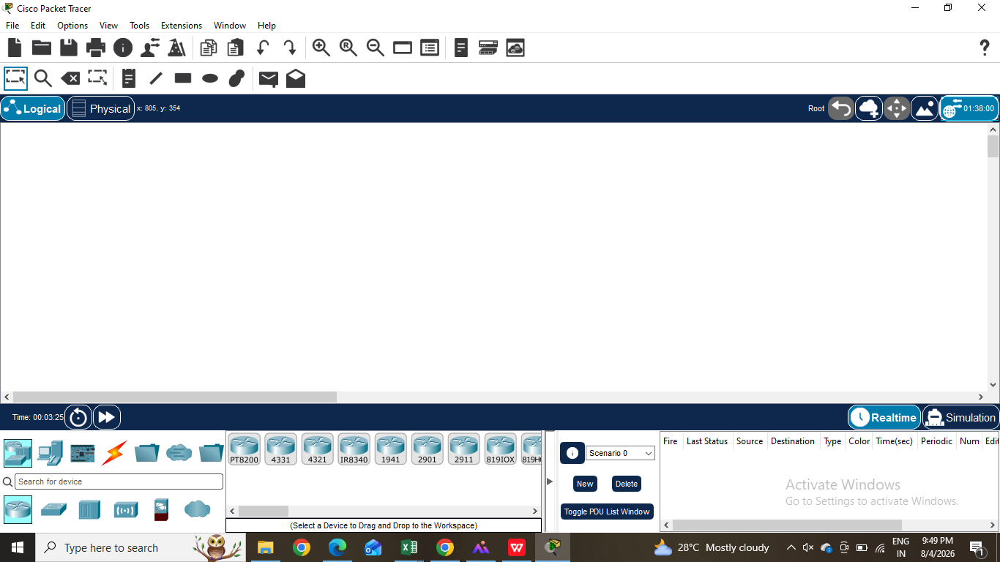 Cisco Packet Tracer
File Edit Options View Tools Extensions Window Help
Logical Physical x: 805, y: 354 Root 01:38:00
Time: 00:03:25 Realtime Simulation
PT8200 4331 4321 IR8340 1941 2901 2911 819IOX 819H
Search for device
(Select a Device to Drag and Drop to the Workspace)
Scenario 0
New Delete
Toggle PDU List Window
Fire Last Status Source Destination Type Color Time(sec) Periodic Num Edit
Activate Windows
Go to Settings to activate Windows.
Type here to search
28°C Mostly cloudy
ENG
IN
9:49 PM
8/4/2026
1